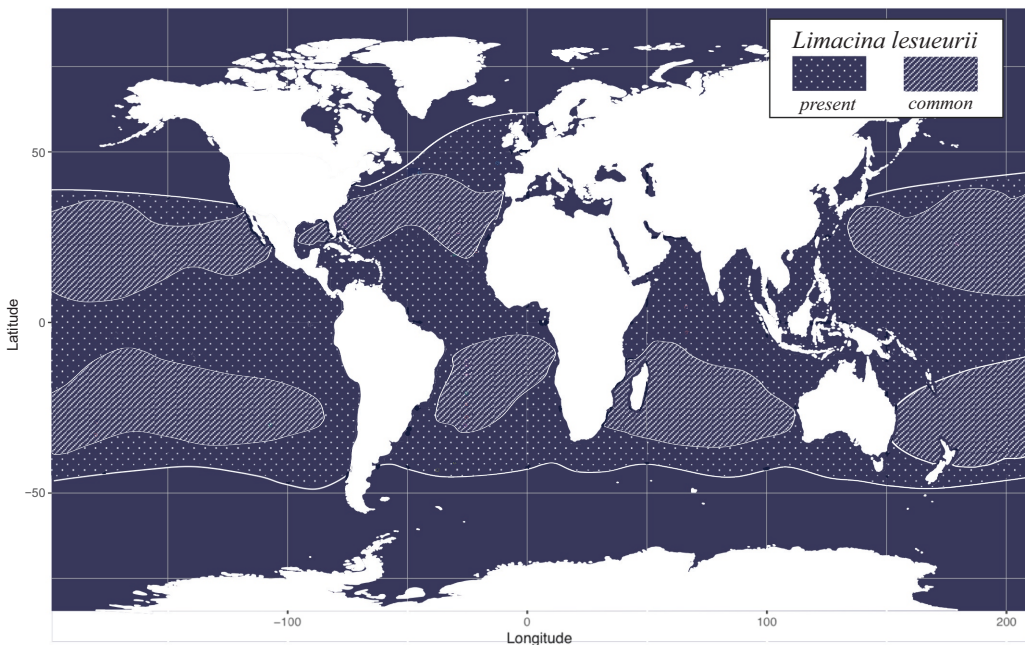 Limacina lesueurii
present common
50
0
−50
Latitude
−100 0 100 200
Longitude